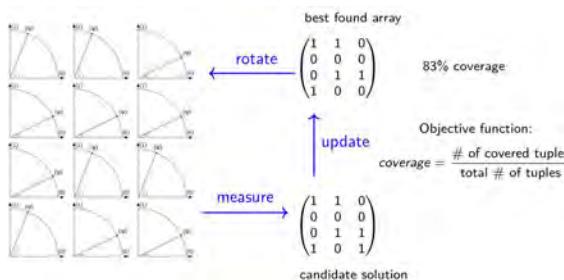 best found array
1 1 0
0 0 0
0 1 1
1 0 0
83% coverage
rotate
update
Objective function:
coverage = # of covered tuple / total # of tuples
measure
1 1 0
0 0 0
0 1 1
1 0 1
candidate solution